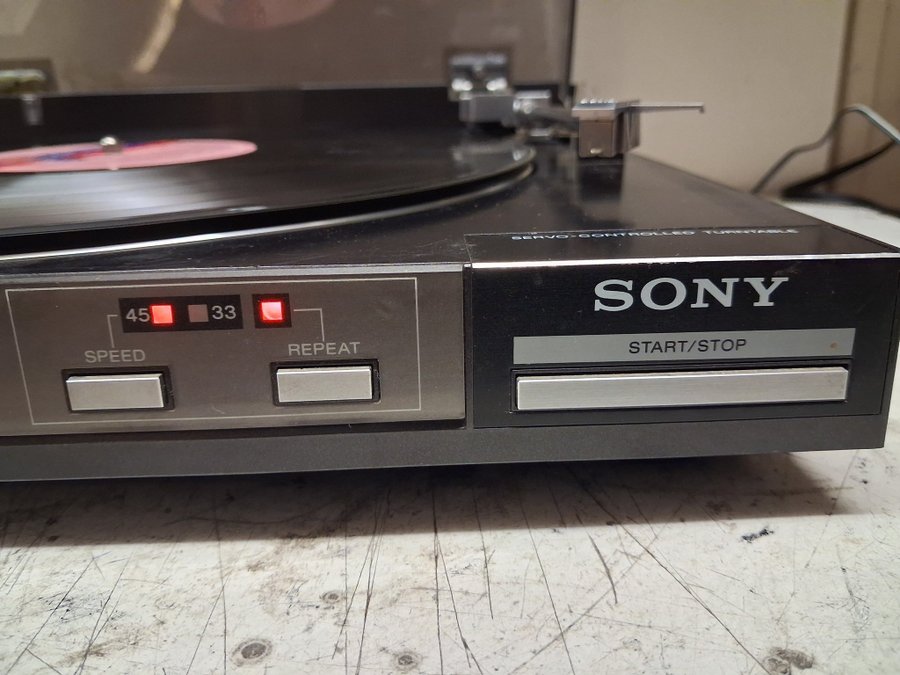 SERVO-CONTROLLED TURNTABLE
SONY
45 33
SPEED
REPEAT
START/STOP